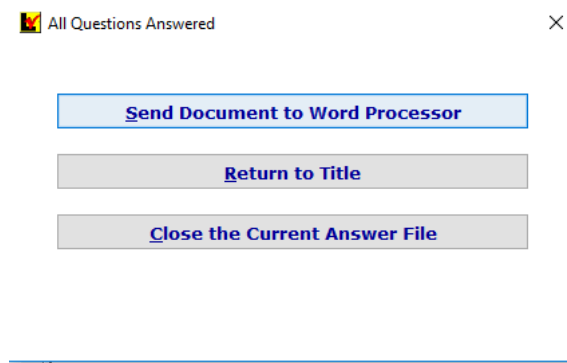 All Questions Answered
Send Document to Word Processor
Return to Title
Close the Current Answer File